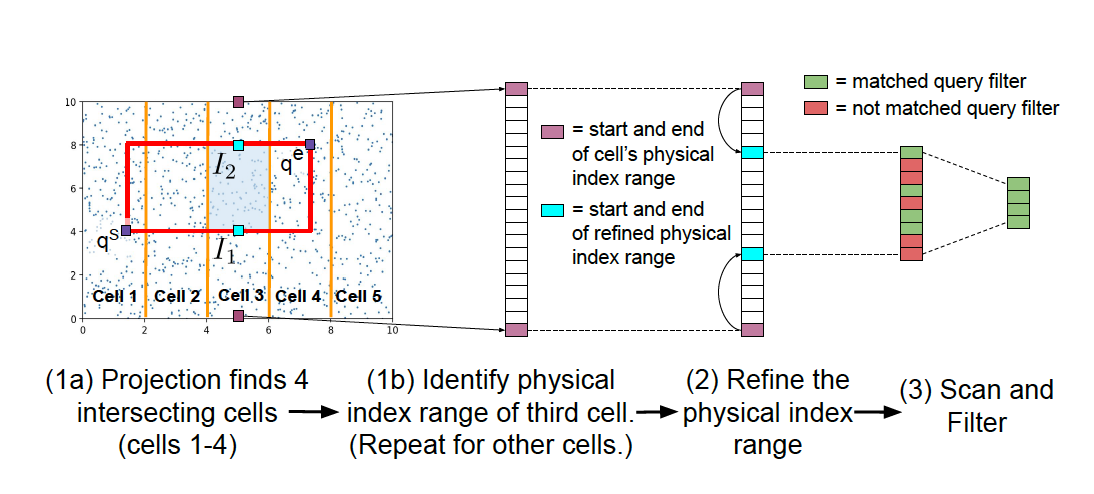 = matched query filter
= not matched query filter
= start and end
of cell's physical
index range
= start and end
of refined physical
index range
10
8
6
4
2
0
I2
qe
qs
I1
Cell 1
Cell 2
Cell 3
Cell 4
Cell 5
0
2
4
6
8
10
(1a) Projection finds 4
intersecting cells
(cells 1-4)
(1b) Identify physical
index range of third cell.
(Repeat for other cells.)
(2) Refine the
physical index
range
(3) Scan and
Filter